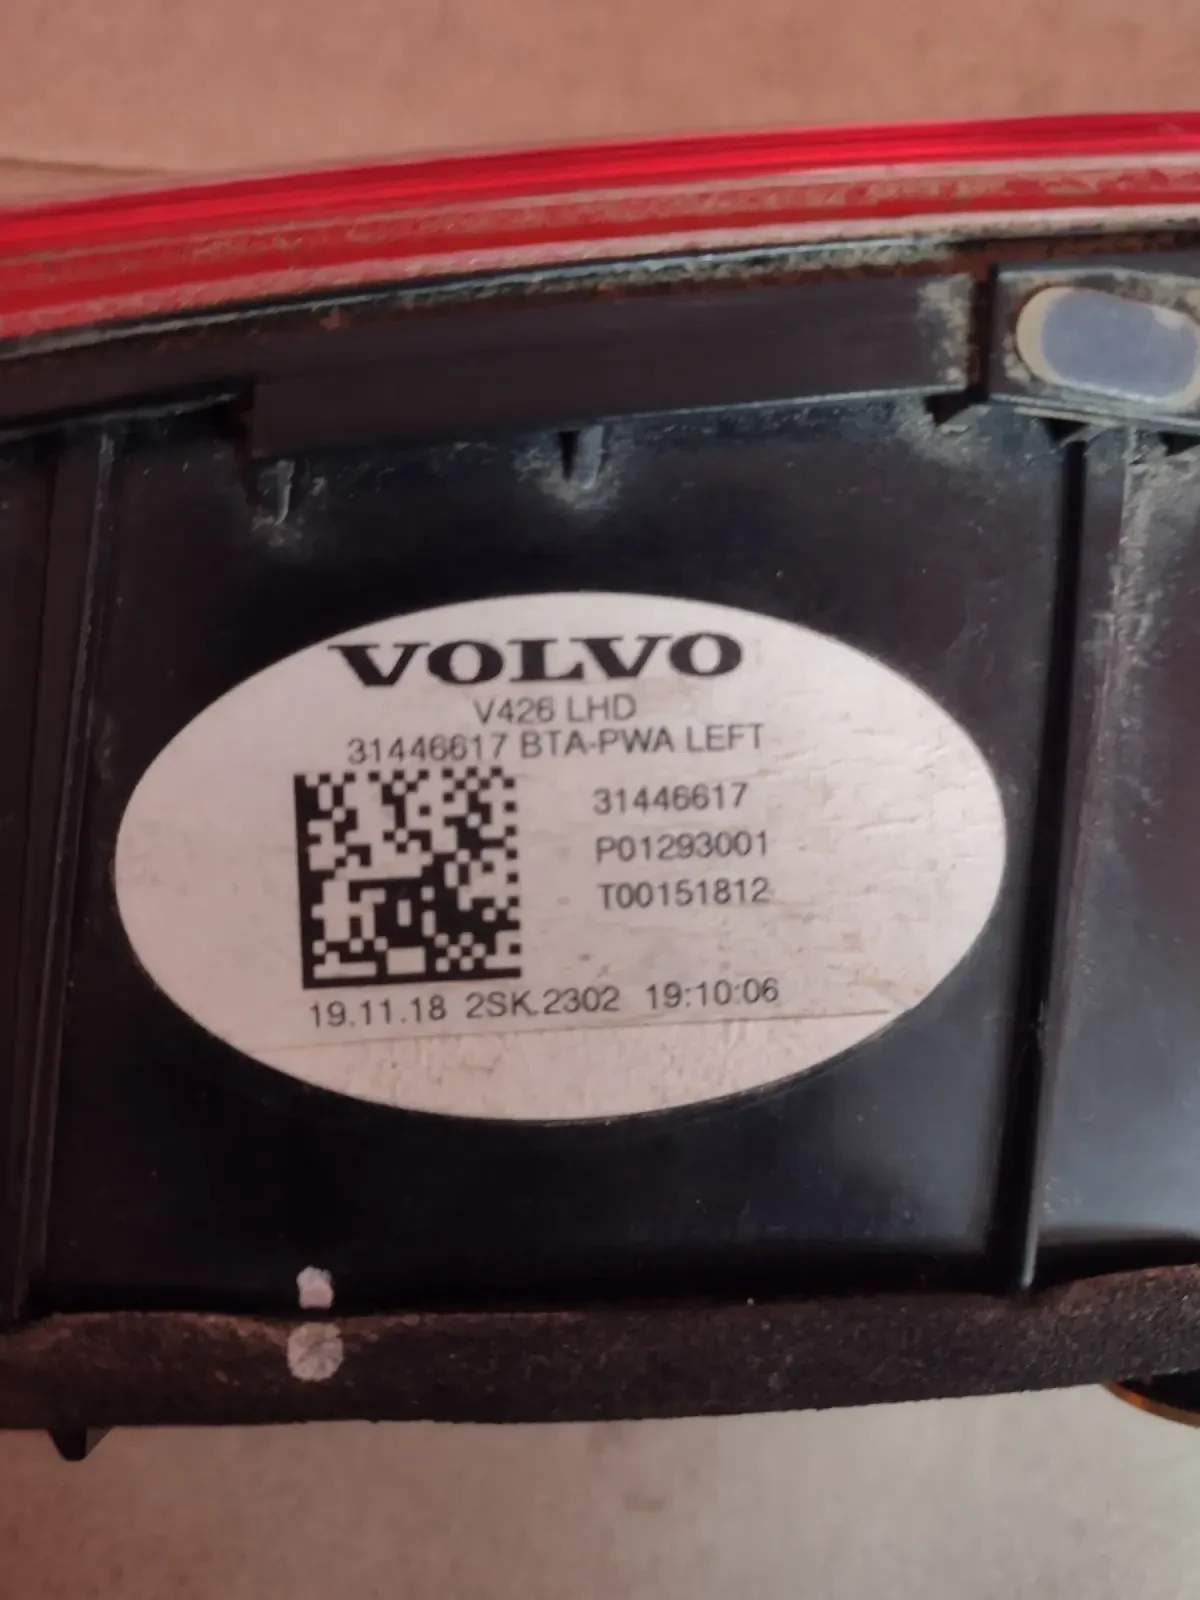 VOLVO
V426 LHD
31446617 BTA-PWA LEFT
31446617
P01293001
T00151812
19.11.18 2SK.2302 19:10:06